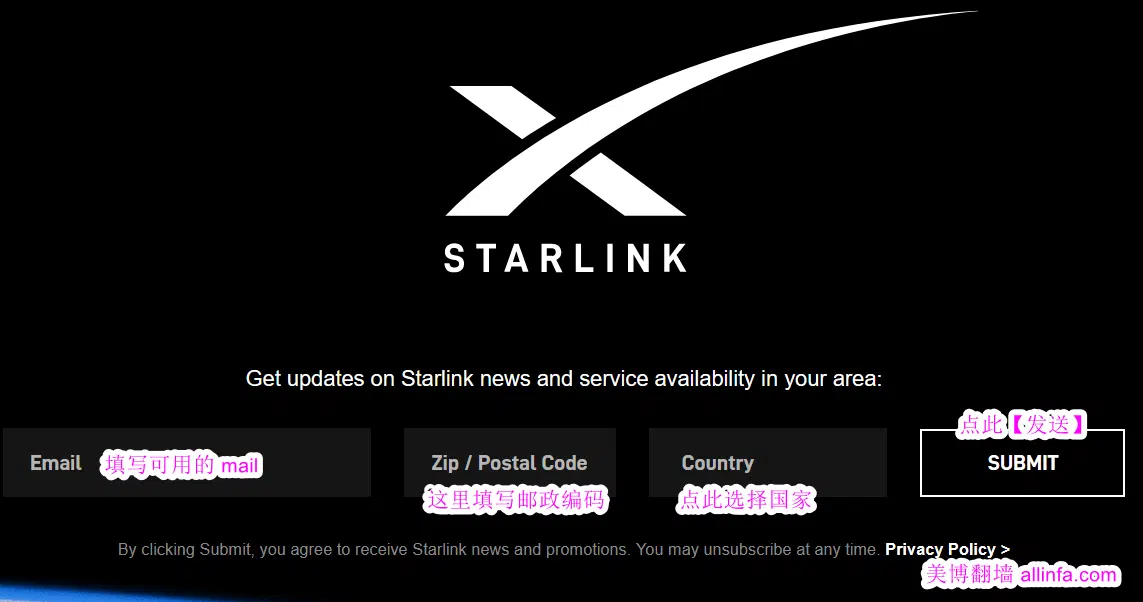 STARLINK
Get updates on Starlink news and service availability in your area:
点此【发送】
Email 填写可用的 mail
Zip / Postal Code
Country
SUBMIT
这里填写邮政编码
点此选择国家
By clicking Submit, you agree to receive Starlink news and promotions. You may unsubscribe at any time. Privacy Policy >
美博翻墙 allinfa.com